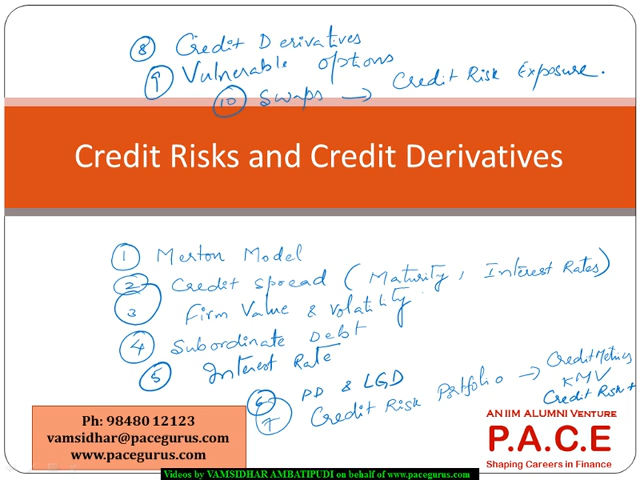 8 Credit Derivatives
9 Vulnerable options
10 Swaps → Credit Risk Exposure.
Credit Risks and Credit Derivatives
1 Merton Model
2 Credit Spread ( Maturity, Interest Rates)
3 Firm Value & Volatility
4 Subordinate Debt
5 Interest Rate
6 PD & LGD
7 Credit Risk Portfolio → Credit Metrics
KMV
Credit Risk +
Ph: 98480 12123
vamsidhar@pacegurus.com
www.pacegurus.com
AN IIM ALUMNI VENTURE
P.A.C.E
Shaping Careers in Finance
Videos by VAMSIDHAR AMBATIPUDI on behalf of www.pacegurus.com